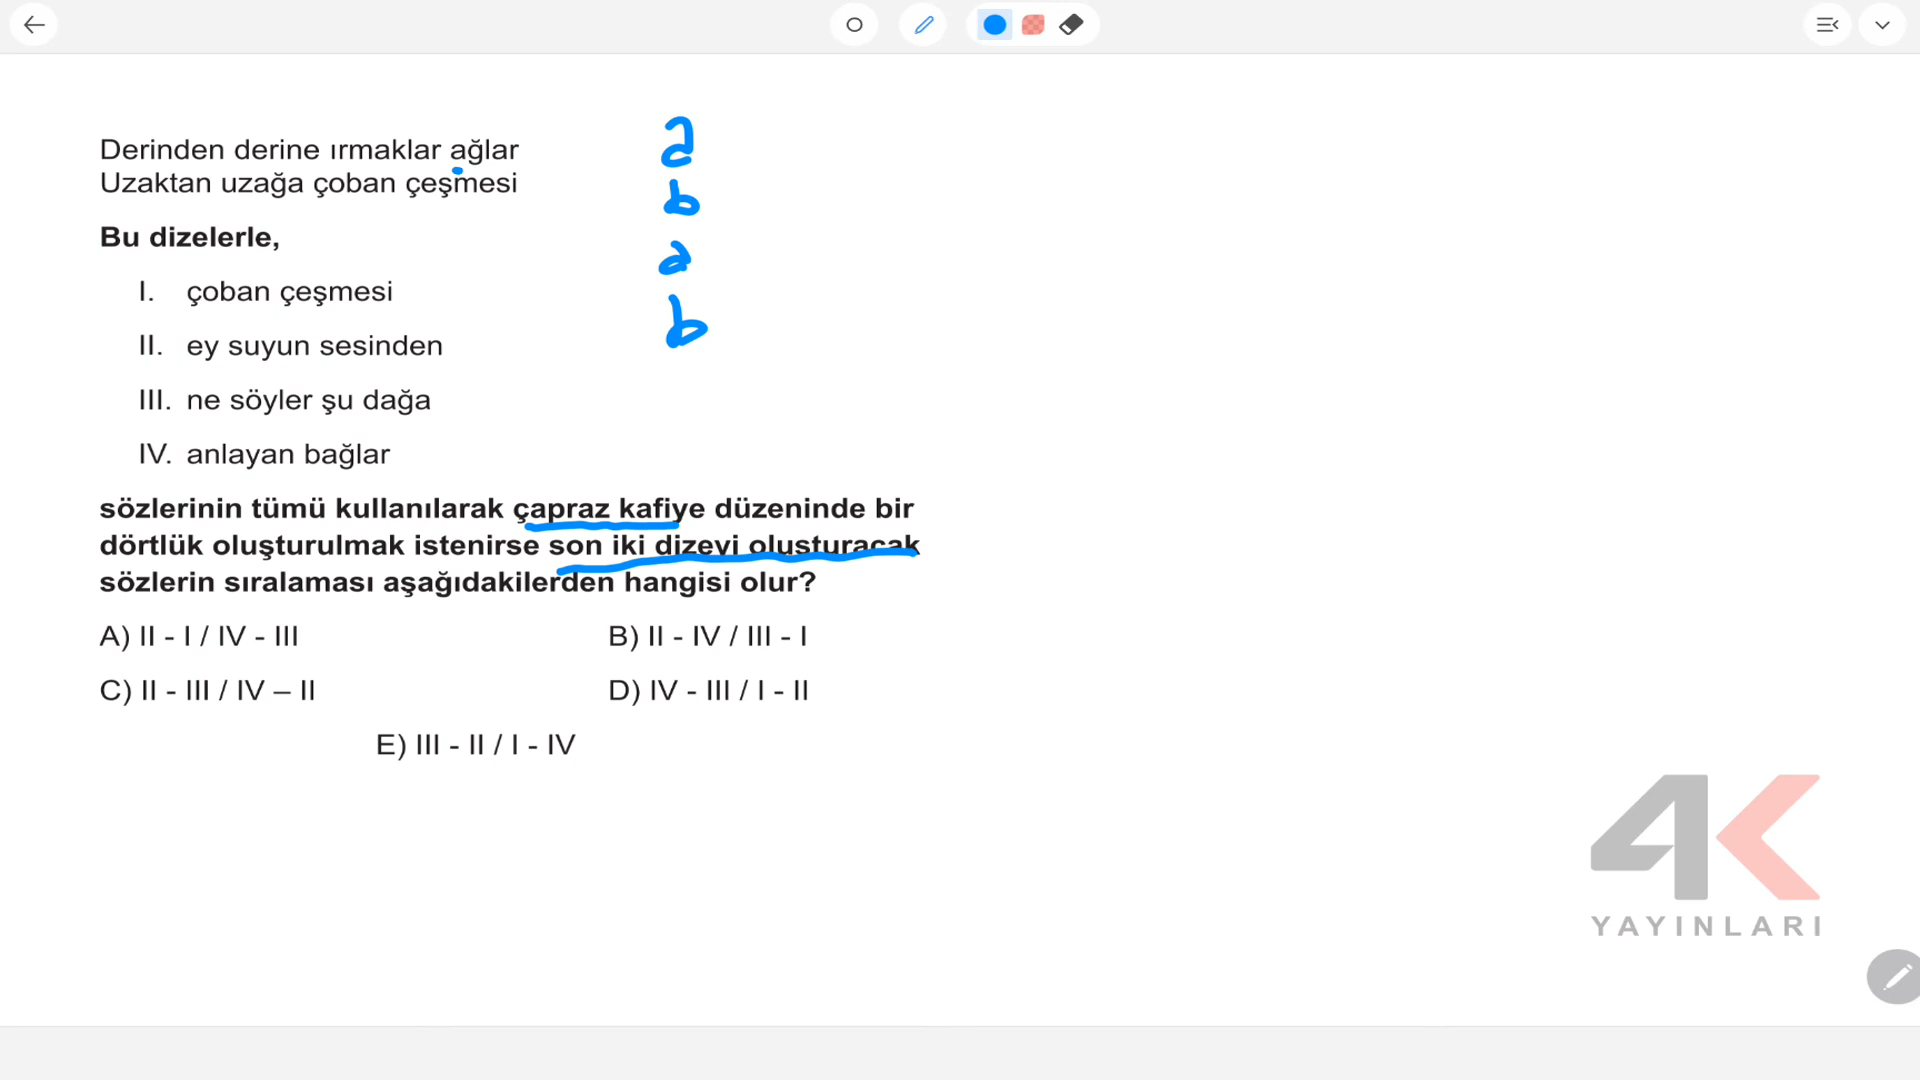 Derinden derine ırmaklar ağlar
Uzaktan uzağa çoban çeşmesi
a
b
a
b
Bu dizelerle,
I. çoban çeşmesi
II. ey suyun sesinden
III. ne söyler şu dağa
IV. anlayan bağlar
sözlerinin tümü kullanılarak çapraz kafiye düzeninde bir
dörtlük oluşturulmak istenirse son iki dizeyi oluşturacak
sözlerin sıralaması aşağıdakilerden hangisi olur?
A) II - I / IV - III
B) II - IV / III - I
C) II - III / IV – II
D) IV - III / I - II
E) III - II / I - IV
4K
YAYINLARI